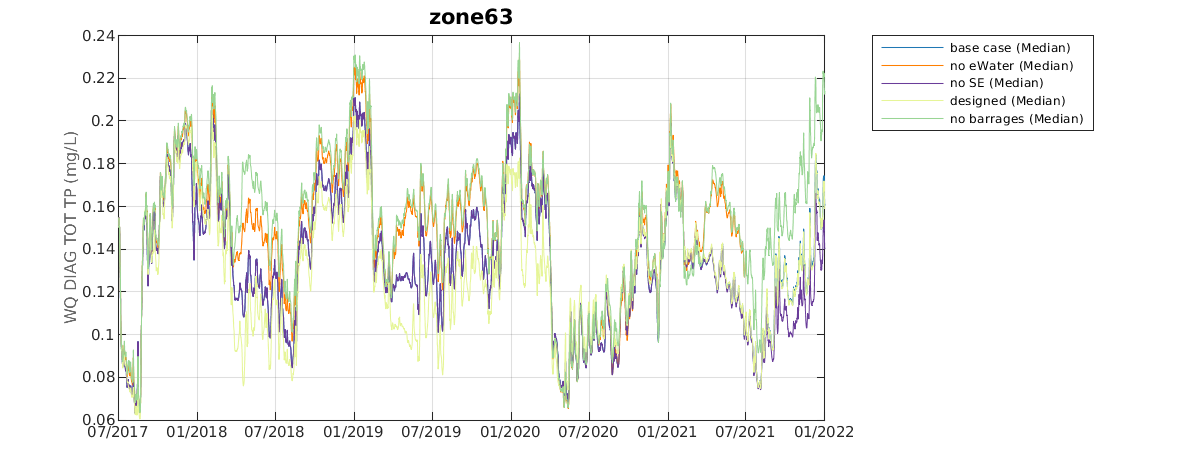 zone63
WQ DIAG TOT TP (mg/L)
0.24
0.22
0.2
0.18
0.16
0.14
0.12
0.1
0.08
0.06
07/2017
01/2018
07/2018
01/2019
07/2019
01/2020
07/2020
01/2021
07/2021
01/2022
base case (Median)
no eWater (Median)
no SE (Median)
designed (Median)
no barrages (Median)